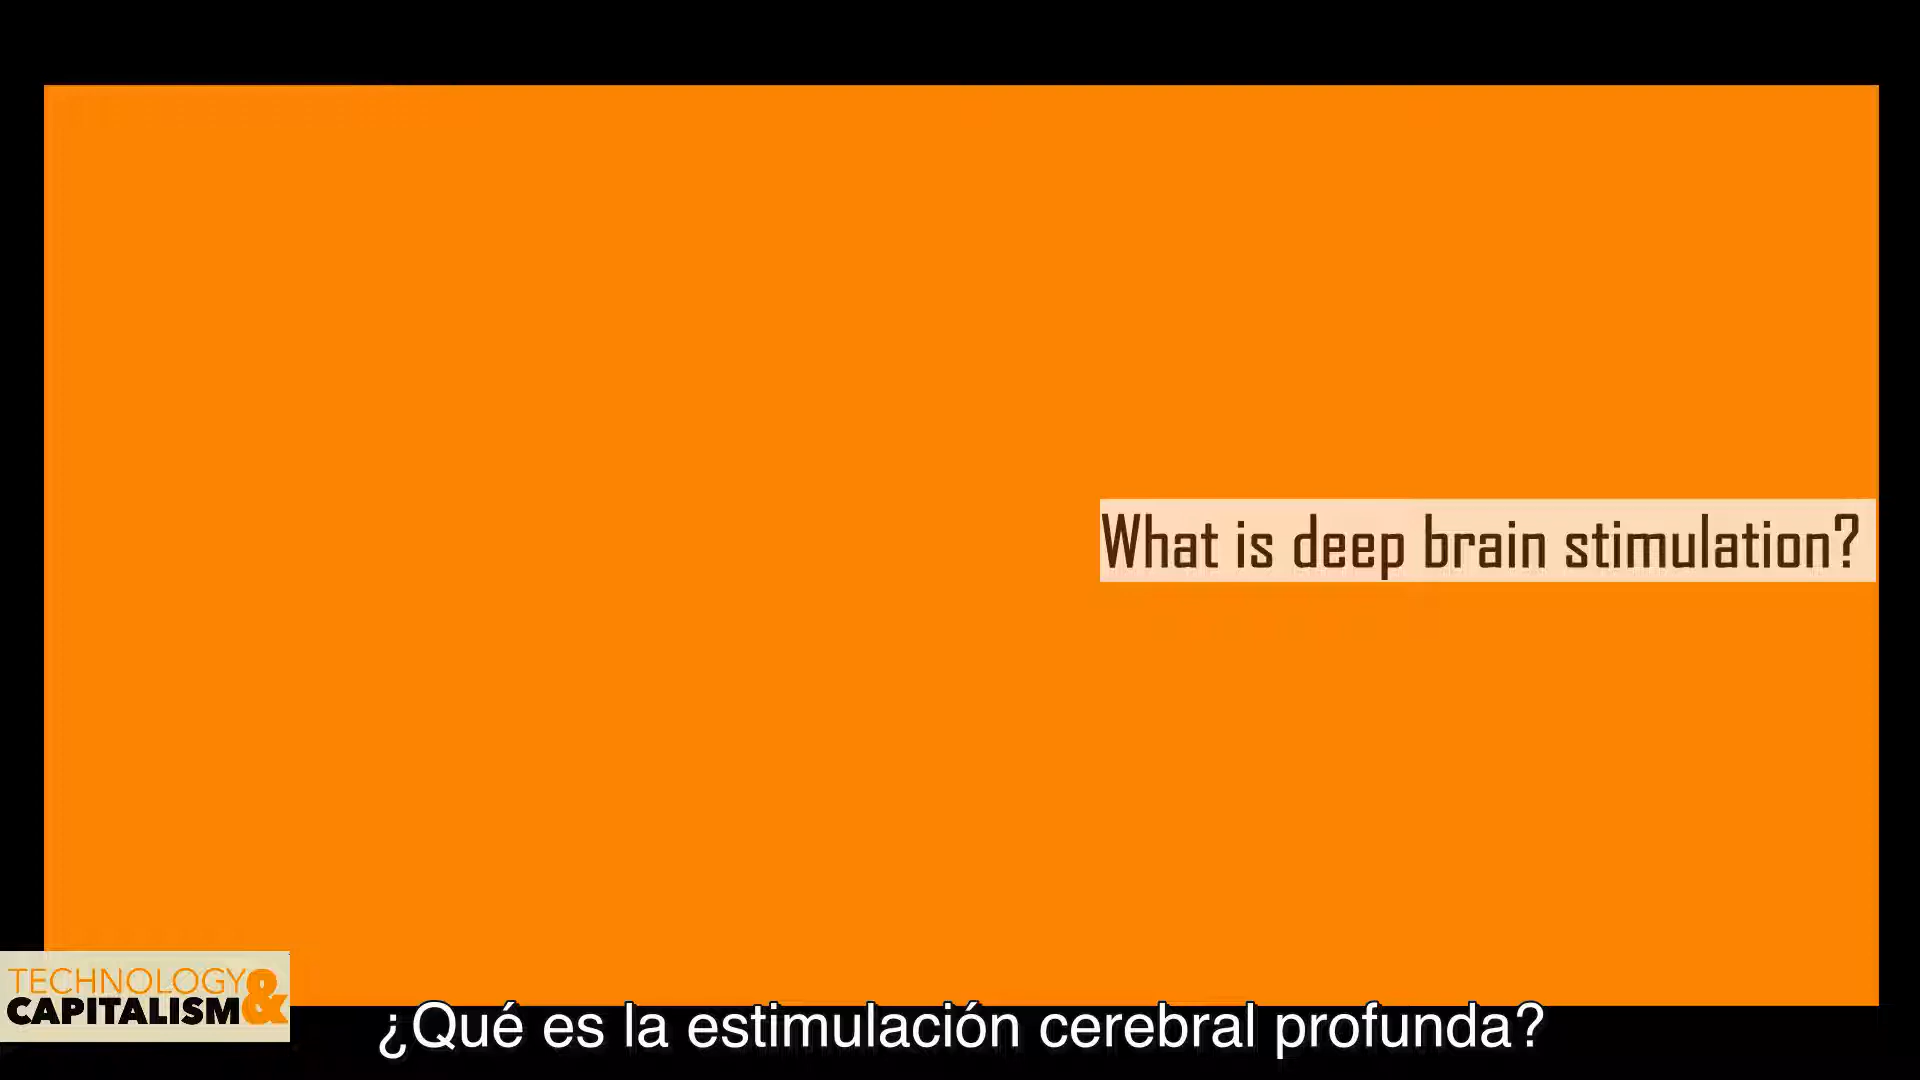 What is deep brain stimulation?
TECHNOLOGY &
CAPITALISM
¿Qué es la estimulación cerebral profunda?